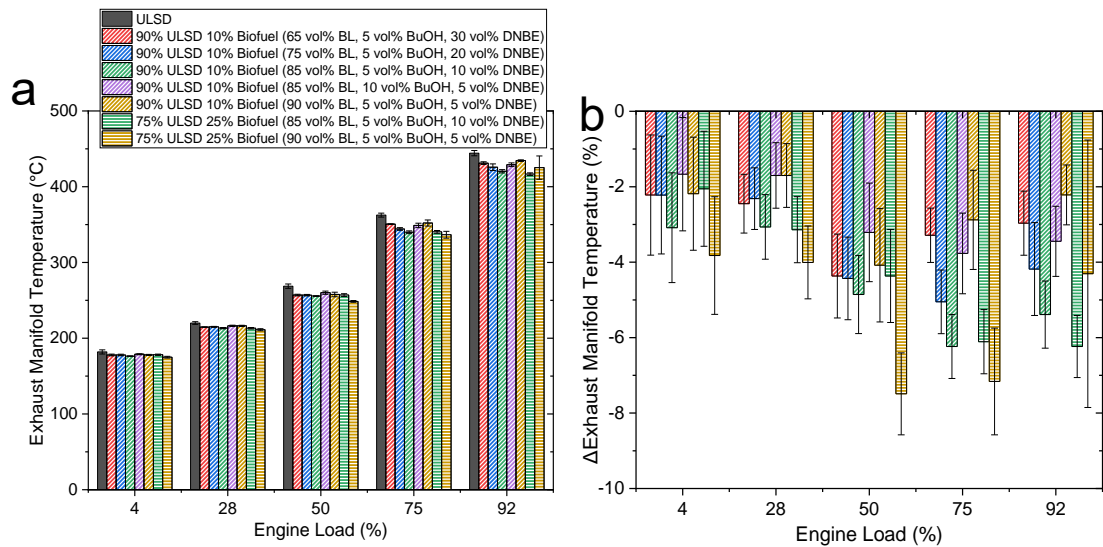 ULSD
90% ULSD 10% Biofuel (65 vol% BL, 5 vol% BuOH, 30 vol% DNBE)
90% ULSD 10% Biofuel (75 vol% BL, 5 vol% BuOH, 20 vol% DNBE)
90% ULSD 10% Biofuel (85 vol% BL, 5 vol% BuOH, 10 vol% DNBE)
90% ULSD 10% Biofuel (85 vol% BL, 10 vol% BuOH, 5 vol% DNBE)
90% ULSD 10% Biofuel (90 vol% BL, 5 vol% BuOH, 5 vol% DNBE)
75% ULSD 25% Biofuel (85 vol% BL, 5 vol% BuOH, 10 vol% DNBE)
75% ULSD 25% Biofuel (90 vol% BL, 5 vol% BuOH, 5 vol% DNBE)
a
Exhaust Manifold Temperature (°C)
500
400
300
200
100
0
4 28 50 75 92
Engine Load (%)
b
ΔExhaust Manifold Temperature (%)
0
-2
-4
-6
-8
-10
4 28 50 75 92
Engine Load (%)